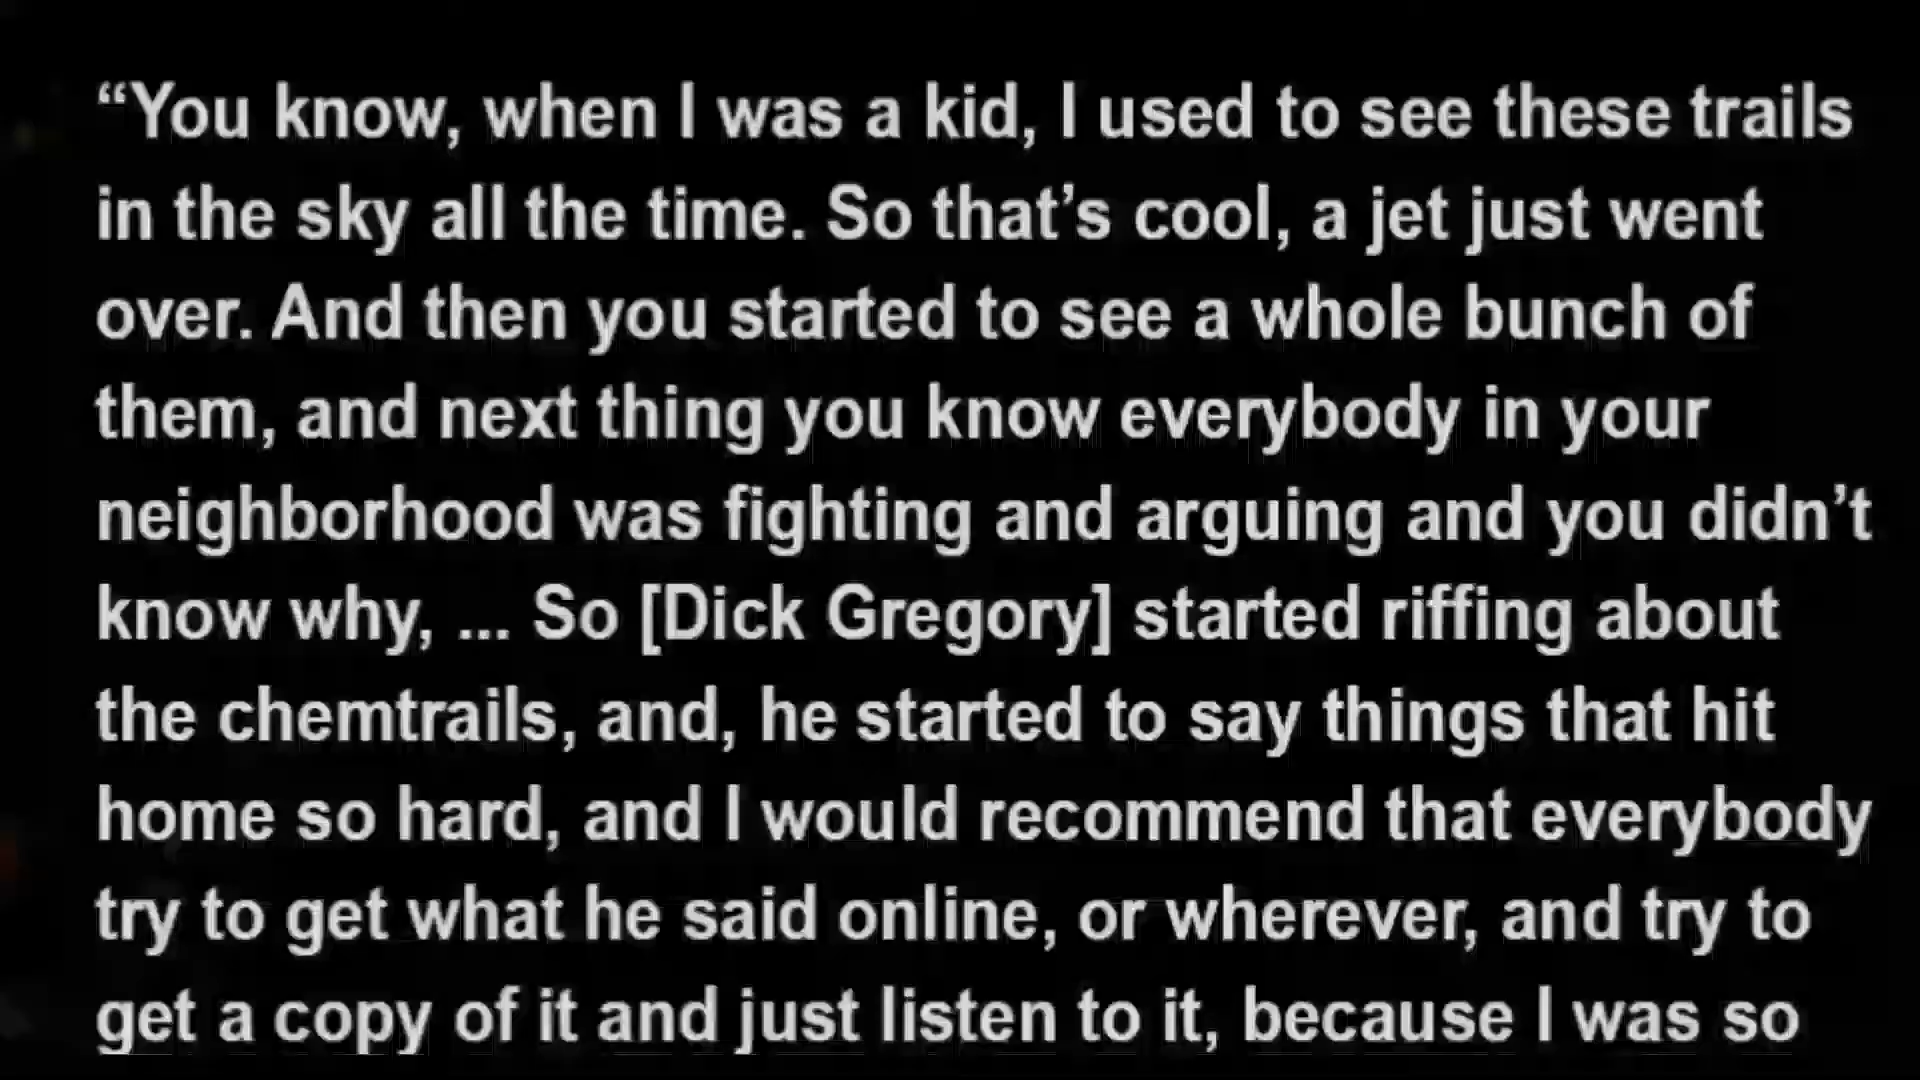 “You know, when I was a kid, I used to see these trails
in the sky all the time. So that’s cool, a jet just went
over. And then you started to see a whole bunch of
them, and next thing you know everybody in your
neighborhood was fighting and arguing and you didn’t
know why, ... So [Dick Gregory] started riffing about
the chemtrails, and, he started to say things that hit
home so hard, and I would recommend that everybody
try to get what he said online, or wherever, and try to
get a copy of it and just listen to it, because I was so